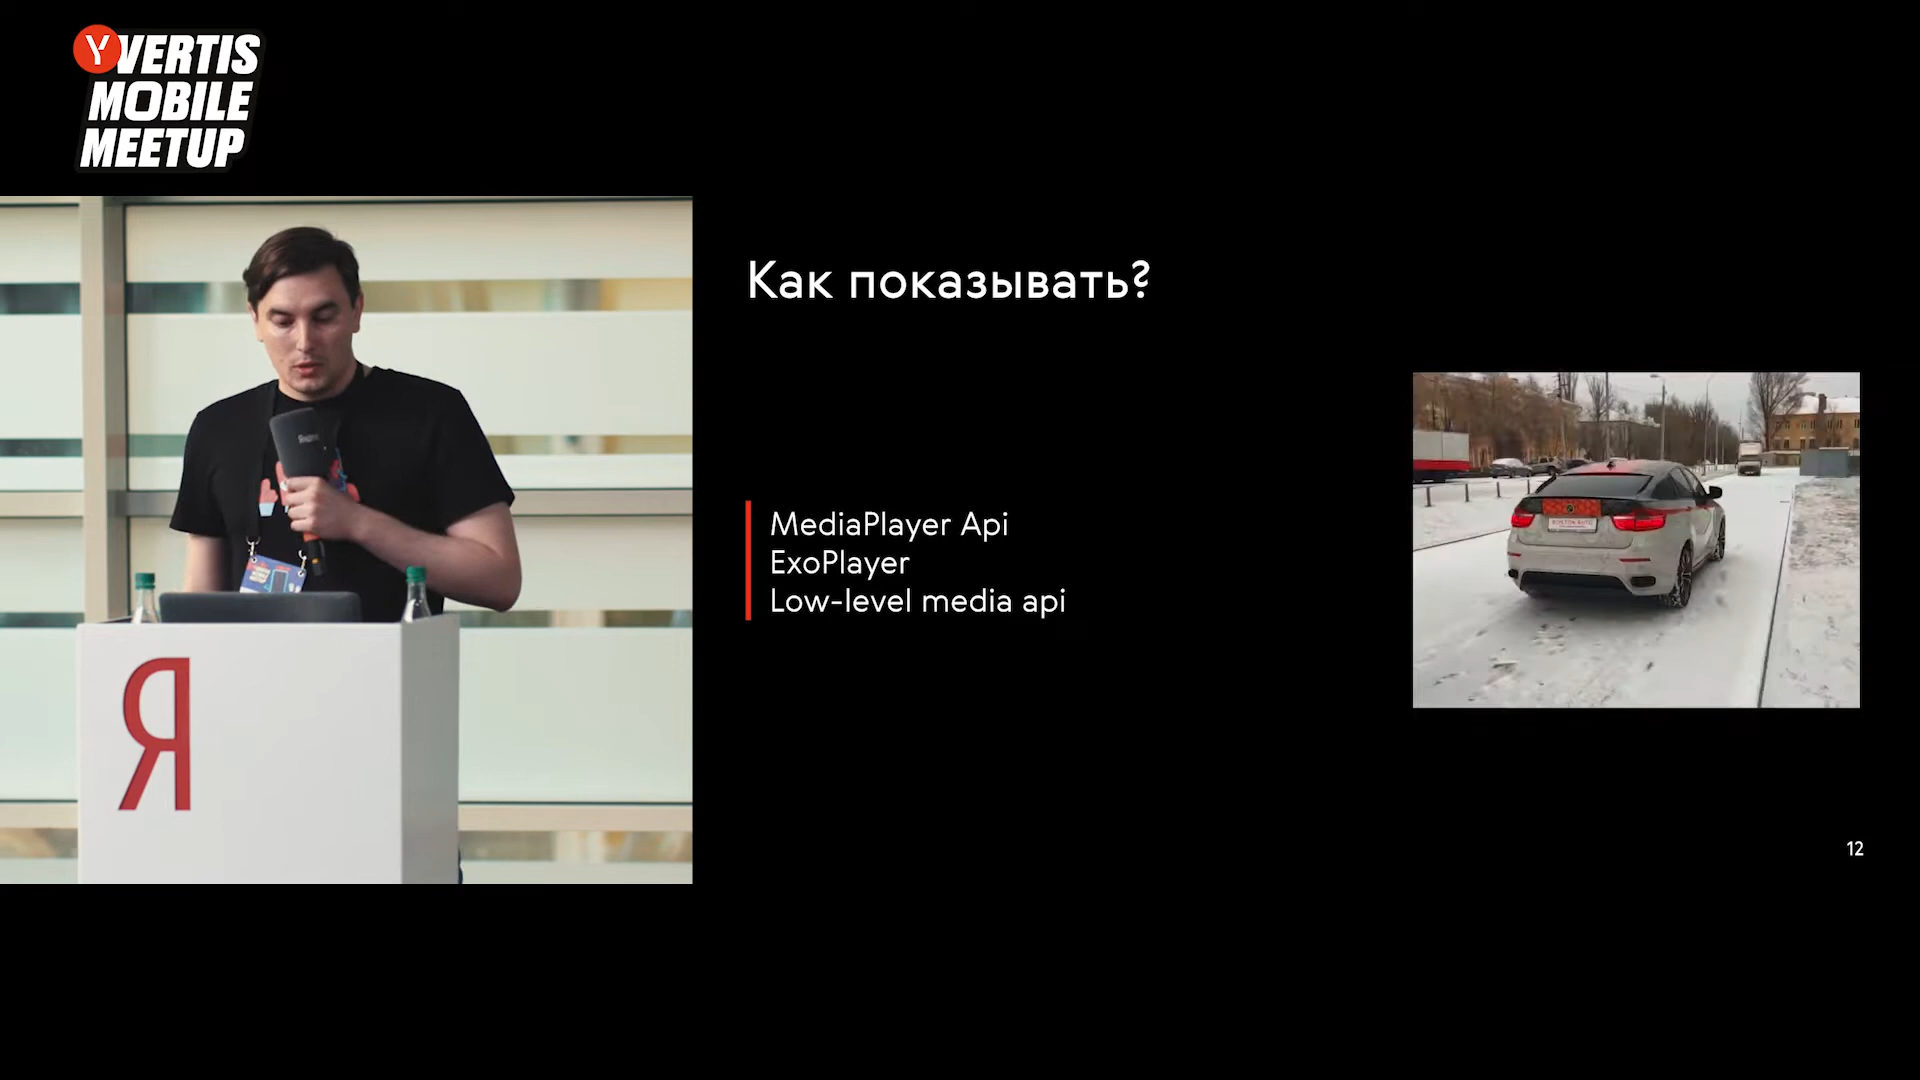 Y VERTIS
MOBILE
MEETUP
Как показывать?
MediaPlayer Api
ExoPlayer
Low-level media api
Я
12